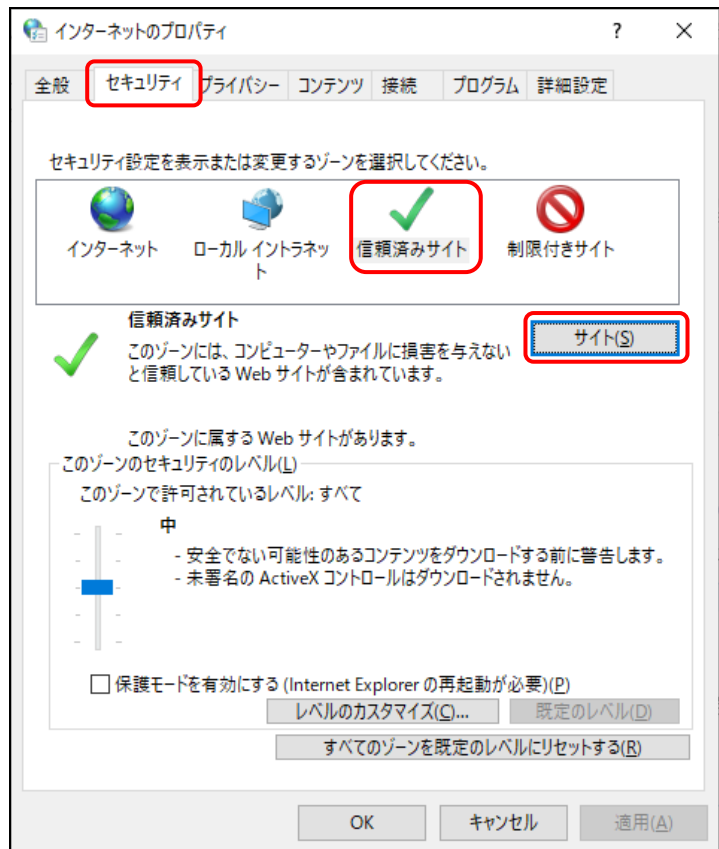 インターネットのプロパティ ? ×
全般 セキュリティ プライバシー コンテンツ 接続 プログラム 詳細設定
セキュリティ設定を表示または変更するゾーンを選択してください。
インターネット ローカル イントラネッ 信頼済みサイト 制限付きサイト
ト
信頼済みサイト
サイト(S)
このゾーンには、コンピューターやファイルに損害を与えない
と信頼している Web サイトが含まれています。
このゾーンに属する Web サイトがあります。
このゾーンのセキュリティのレベル(L)
このゾーンで許可されているレベル: すべて
中
- 安全でない可能性のあるコンテンツをダウンロードする前に警告します。
- 未署名の ActiveX コントロールはダウンロードされません。
保護モードを有効にする (Internet Explorer の再起動が必要)(P)
レベルのカスタマイズ(C)... 既定のレベル(D)
すべてのゾーンを既定のレベルにリセットする(R)
OK キャンセル 適用(A)